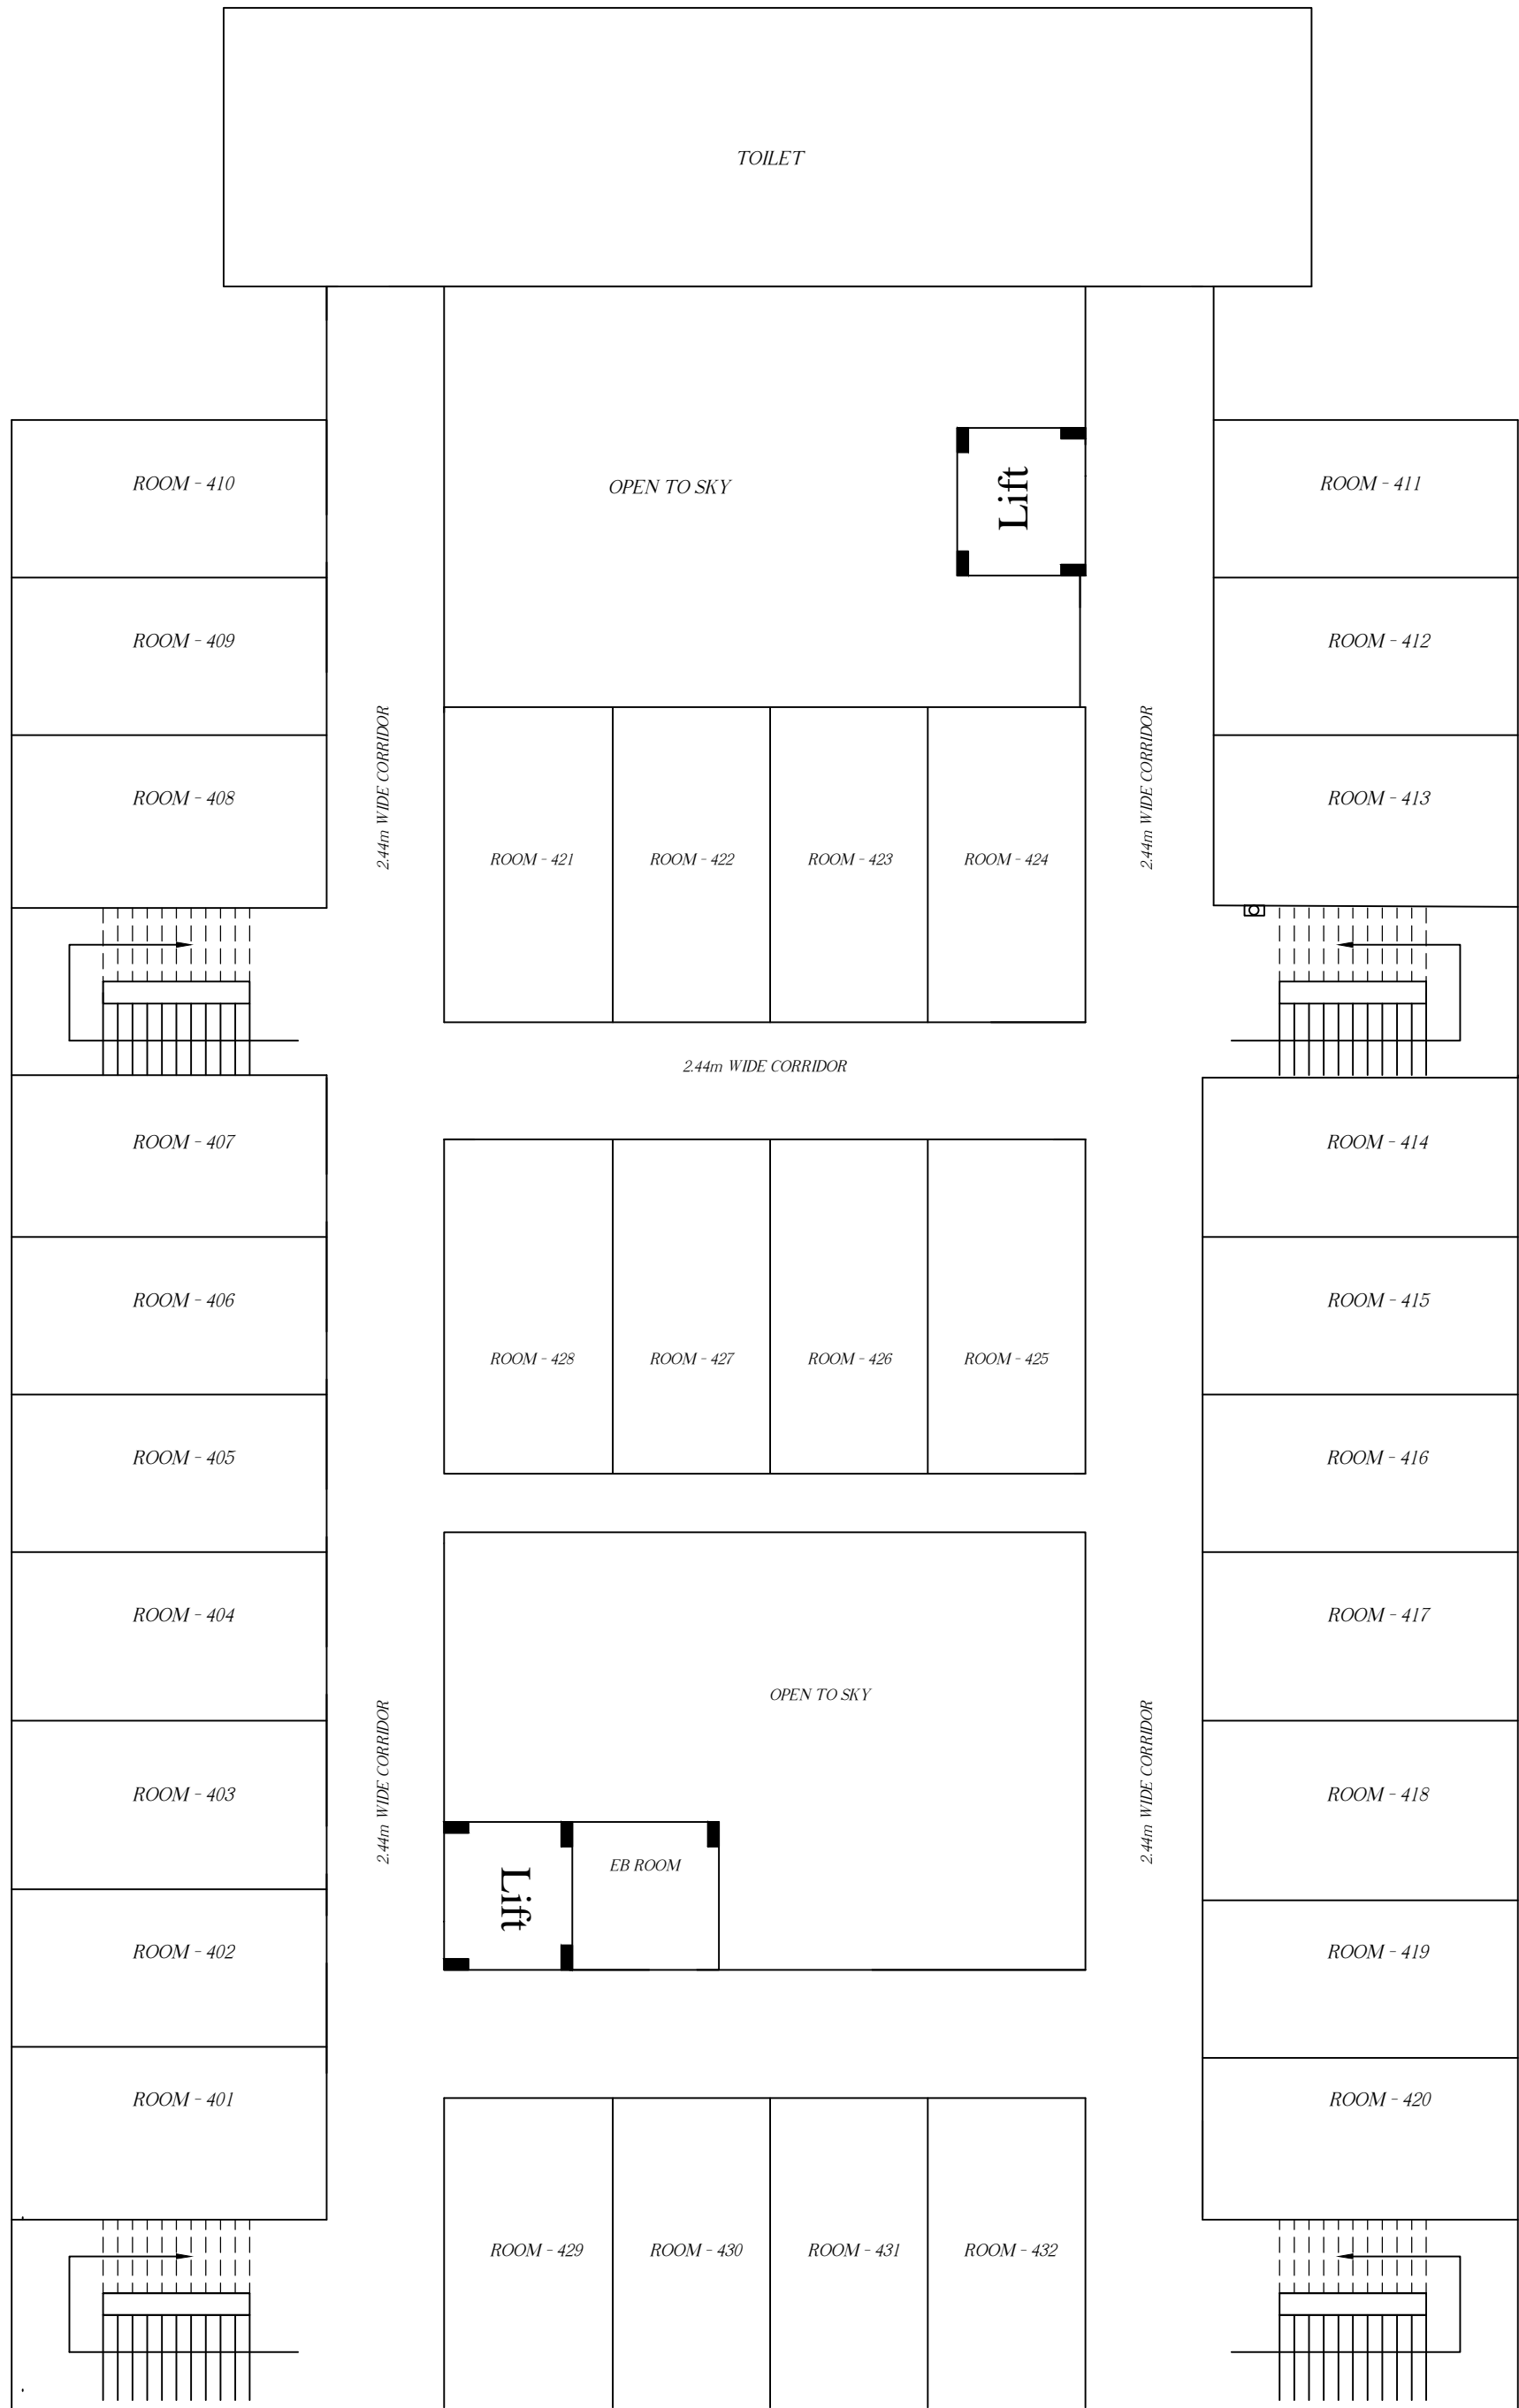 TOILET
ROOM - 410
OPEN TO SKY
Lift
ROOM - 411
ROOM - 409
ROOM - 412
ROOM - 408
2.44m WIDE CORRIDOR
2.44m WIDE CORRIDOR
ROOM - 413
ROOM - 421
ROOM - 422
ROOM - 423
ROOM - 424
2.44m WIDE CORRIDOR
ROOM - 407
ROOM - 414
ROOM - 406
ROOM - 415
ROOM - 428
ROOM - 427
ROOM - 426
ROOM - 425
ROOM - 405
ROOM - 416
ROOM - 404
ROOM - 417
OPEN TO SKY
2.44m WIDE CORRIDOR
2.44m WIDE CORRIDOR
ROOM - 403
ROOM - 418
EB ROOM
Lift
ROOM - 402
ROOM - 419
ROOM - 401
ROOM - 420
ROOM - 429
ROOM - 430
ROOM - 431
ROOM - 432